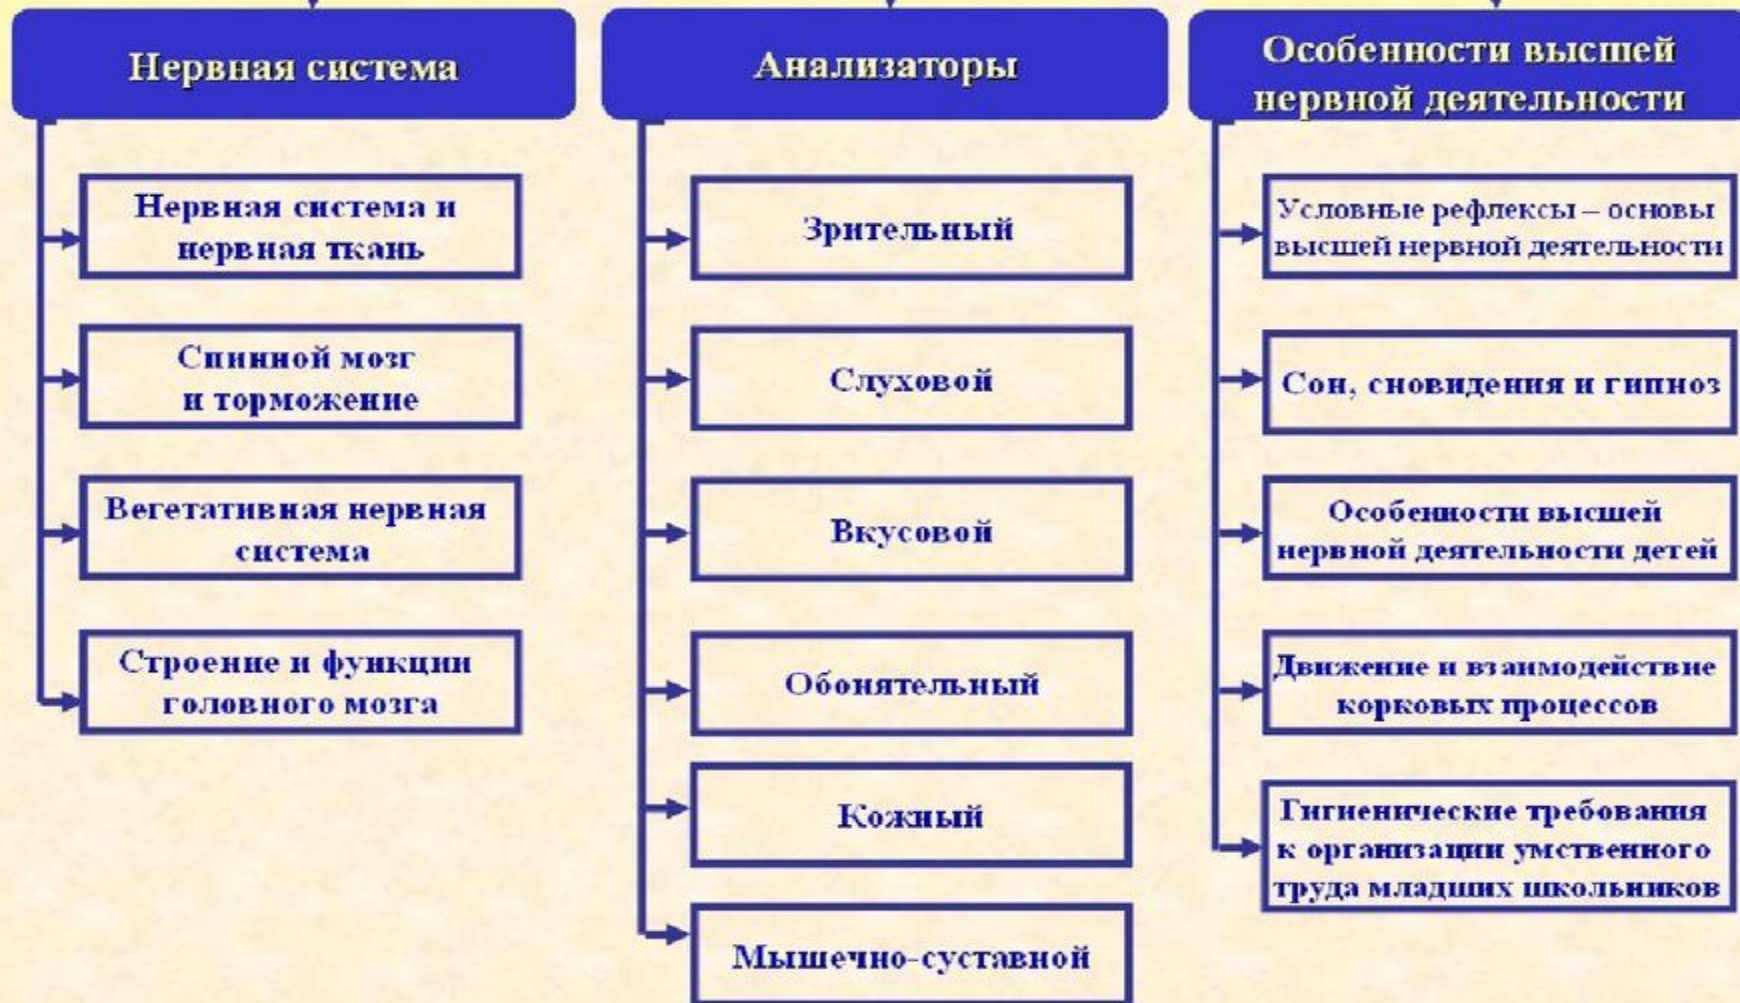 Нервная система
Нервная система и
нервная ткань
Спинной мозг
и торможение
Вегетативная нервная
система
Строение и функции
головного мозга
Анализаторы
Зрительный
Слуховой
Вкусовой
Обонятельный
Кожный
Мышечно-суставной
Особенности высшей
нервной деятельности
Условные рефлексы – основы
высшей нервной деятельности
Сон, сновидения и гипноз
Особенности высшей
нервной деятельности детей
Движение и взаимодействие
корковых процессов
Гигиенические требования
к организации умственного
труда младших школьников